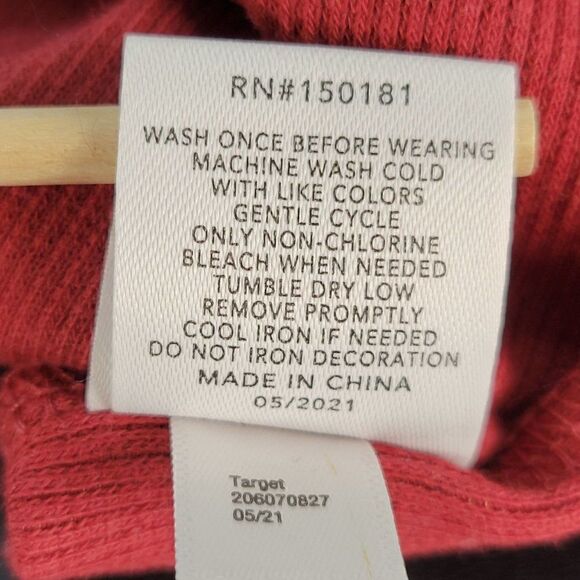 RN#150181
WASH ONCE BEFORE WEARING
MACHINE WASH COLD
WITH LIKE COLORS
GENTLE CYCLE
ONLY NON-CHLORINE
BLEACH WHEN NEEDED
TUMBLE DRY LOW
REMOVE PROMPTLY
COOL IRON IF NEEDED
DO NOT IRON DECORATION
MADE IN CHINA
05/2021
Target
206070827
05/21